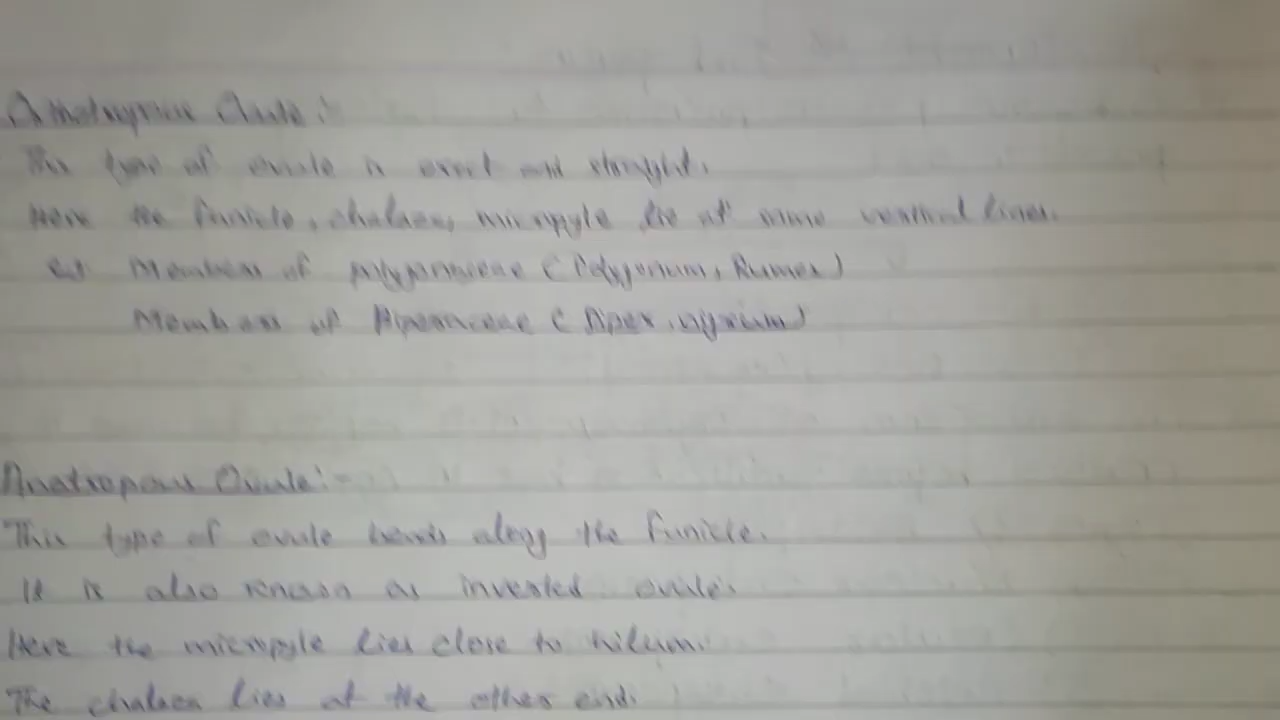 Orthotropous Ovule :-
This type of ovule is erect and straight.
Here the funicle, chalaza, micropyle lie at same vertical lines.
Members of polygonaceae (Polygonum, Rumex)
Members of Piperaceae (Piper nigrum)
Anatropous Ovule :-
This type of ovule bends along the funicle.
It is also known as inverted ovule.
Here the micropyle lies close to hilum.
The chalaza lies at the other end.